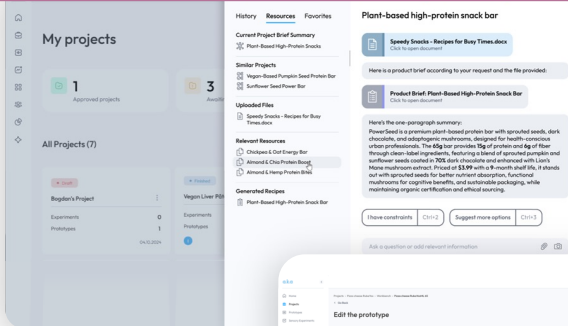 My projects
1
Approved projects
3
All Projects (7)
Draft
Bogdan's Project
Experiments 0
Prototypes 1
04.12.2024
Vegan Liver Pât
Experiments
Prototypes
History Resources Favorites
Current Project Brief Summary
Plant-Based High-Protein Snacks
Similar Projects
Vegan-Based Pumpkin Seed Protein Bar
Sunflower Seed Power Bar
Uploaded Files
Speedy Snacks - Recipes for Busy
Times.docx
Relevant Resources
Chickpea & Oat Energy Bar
Almond & Chia Protein Boost
Almond & Hemp Protein Bites
Generated Recipes
Plant-Based High-Protein Snack Bar
Plant-based high-protein snack bar
Speedy Snacks - Recipes for Busy Times.docx
Click to open document
Here is a product brief according to your request and the file provided:
Product Brief: Plant-Based High-Protein Snack Bar
Click to open document
Here's the one-paragraph summary:
PowerSeed is a premium plant-based protein bar with sprouted seeds, dark
chocolate, and adaptogenic mushrooms, designed for health-conscious
urban professionals. The 65g bar provides 15g of protein and 6g of fiber
through clean-label ingredients, featuring a blend of sprouted pumpkin and
sunflower seeds coated in 70% dark chocolate and enhanced with Lion's
Mane mushroom extract. Priced at $3.99 with a 9-month shelf life, it stands
out with sprouted seeds for better nutrient absorption, functional
mushrooms for cognitive benefits, and sustainable packaging, while
maintaining organic certification and ethical sourcing.
I have constraints Ctrl+2 Suggest more options Ctrl+3
Ask a question or add relevant information
Home
Projects
Prototypes
Edit the prototype